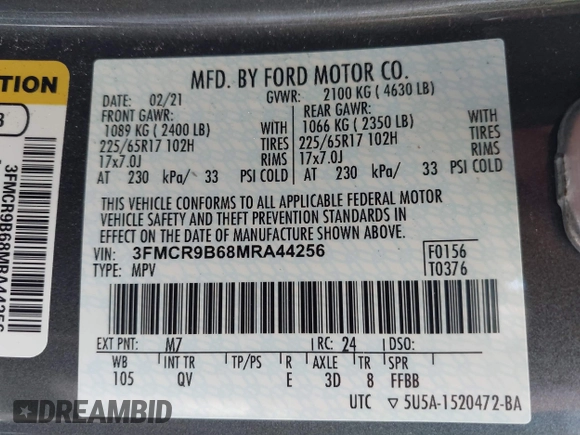 TION
3FMCR9B68MRA44256
MFD. BY FORD MOTOR CO.
DATE: 02/21 GVWR: 2100 KG ( 4630 LB)
FRONT GAWR: REAR GAWR:
1089 KG ( 2400 LB) WITH 1066 KG ( 2350 LB) WITH
225/65R17 102H TIRES 225/65R17 102H TIRES
17x7.0J RIMS 17x7.0J RIMS
AT 230 kPa/ 33 PSI COLD AT 230 kPa/ 33 PSI COLD
THIS VEHICLE CONFORMS TO ALL APPLICABLE FEDERAL MOTOR
VEHICLE SAFETY AND THEFT PREVENTION STANDARDS IN
EFFECT ON THE DATE OF MANUFACTURE SHOWN ABOVE.
VIN: 3FMCR9B68MRA44256 F0156
TYPE: MPV T0376
EXT PNT: M7 RC: 24 DSO:
WB INT TR TP/PS R AXLE TR SPR
105 QV E 3D 8 FFBB
UTC ▽ 5U5A-1520472-BA
DREAMBID